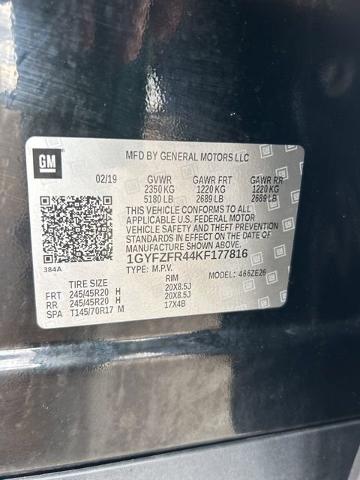 GM
MFD BY GENERAL MOTORS LLC
02/19 GVWR GAWR FRT GAWR RR
2350 KG 1220 KG 1220 KG
5180 LB 2689 LB 2689 LB
THIS VEHICLE CONFORMS TO ALL
APPLICABLE U.S. FEDERAL MOTOR
VEHICLE SAFETY AND THEFT
PREVENTION STANDARDS IN EFFECT
ON THE DATE OF
MANUFACTURE SHOWN ABOVE.
1GYFZFR44KF177816
384A
TYPE: M.P.V. MODEL: 466ZE26
TIRE SIZE RIM
FRT 245/45R20 H 20X8.5J
RR 245/45R20 H 20X8.5J
SPA T145/70R17 M 17X4B